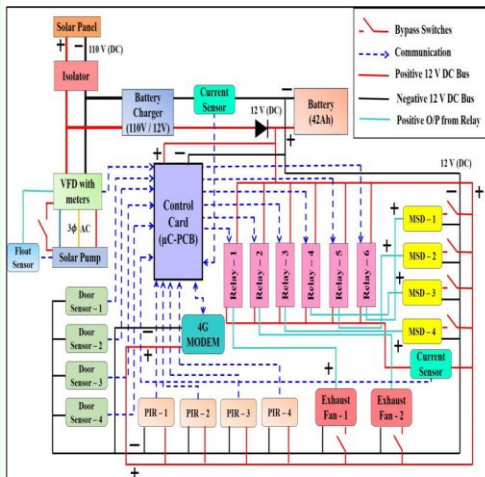 Solar Panel
+
−
110 V (DC)
Isolator
Battery
Charger
(110V / 12V)
Current
Sensor
12 V (DC)
−
+
Battery
(42Ah)
Bypass Switches
Communication
Positive 12 V DC Bus
Negative 12 V DC Bus
Positive O/P from Relay
12 V (DC)
VFD with
meters
3ϕ AC
Float
Sensor
Solar Pump
Control
Card
(µC-PCB)
+
−
Relay – 1
Relay – 2
Relay – 3
Relay – 4
Relay – 5
Relay – 6
−
+
MSD – 1
+
MSD – 2
+
MSD – 3
+
MSD – 4
+
Current
Sensor
Door
Sensor – 1
Door
Sensor – 2
Door
Sensor – 3
Door
Sensor – 4
−
+
4G
MODEM
PIR – 1
PIR – 2
PIR – 3
PIR – 4
+
Exhaust
Fan - 1
+
Exhaust
Fan - 2
−
+